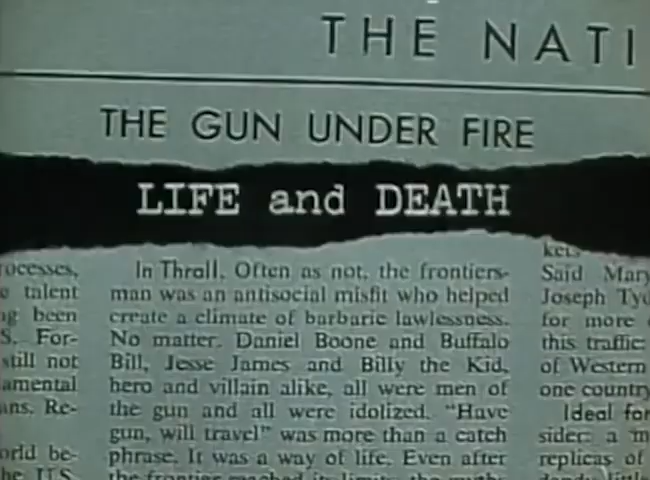 THE NATI
THE GUN UNDER FIRE
LIFE and DEATH
ocesses,
talent
been
S. For-
still not
amental
ans. Re-
orld be-
he U.S.
In Thrall. Often as not, the frontiers-
man was an antisocial misfit who helped
create a climate of barbaric lawlessness.
No matter. Daniel Boone and Buffalo
Bill, Jesse James and Billy the Kid,
hero and villain alike, all were men of
the gun and all were idolized. "Have
gun, will travel" was more than a catch
phrase. It was a way of life. Even after
the frontier reached its limits, the myth
kets.
Said Mary
Joseph Tyd
for more
this traffic
of Western
one country
Ideal for
sider: a m
replicas of